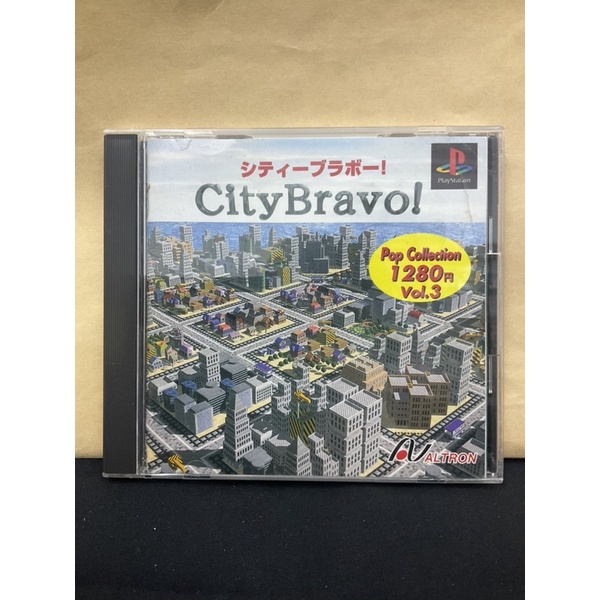 シティーブラボー!
CityBravo!
PlayStation
Pop Collection
1280円
Vol.3
ALTRON